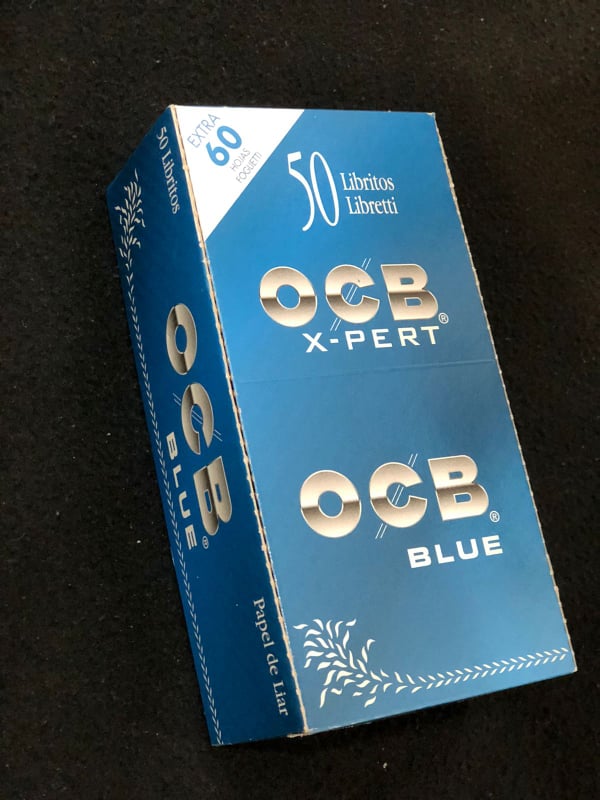 EXTRA
60
HOJAS
FOGLIETTI
50 Libritos
Libretti
OCB®
X-PERT
OCB®
BLUE
50 Libritos
OCB®
BLUE
Papel de Liar